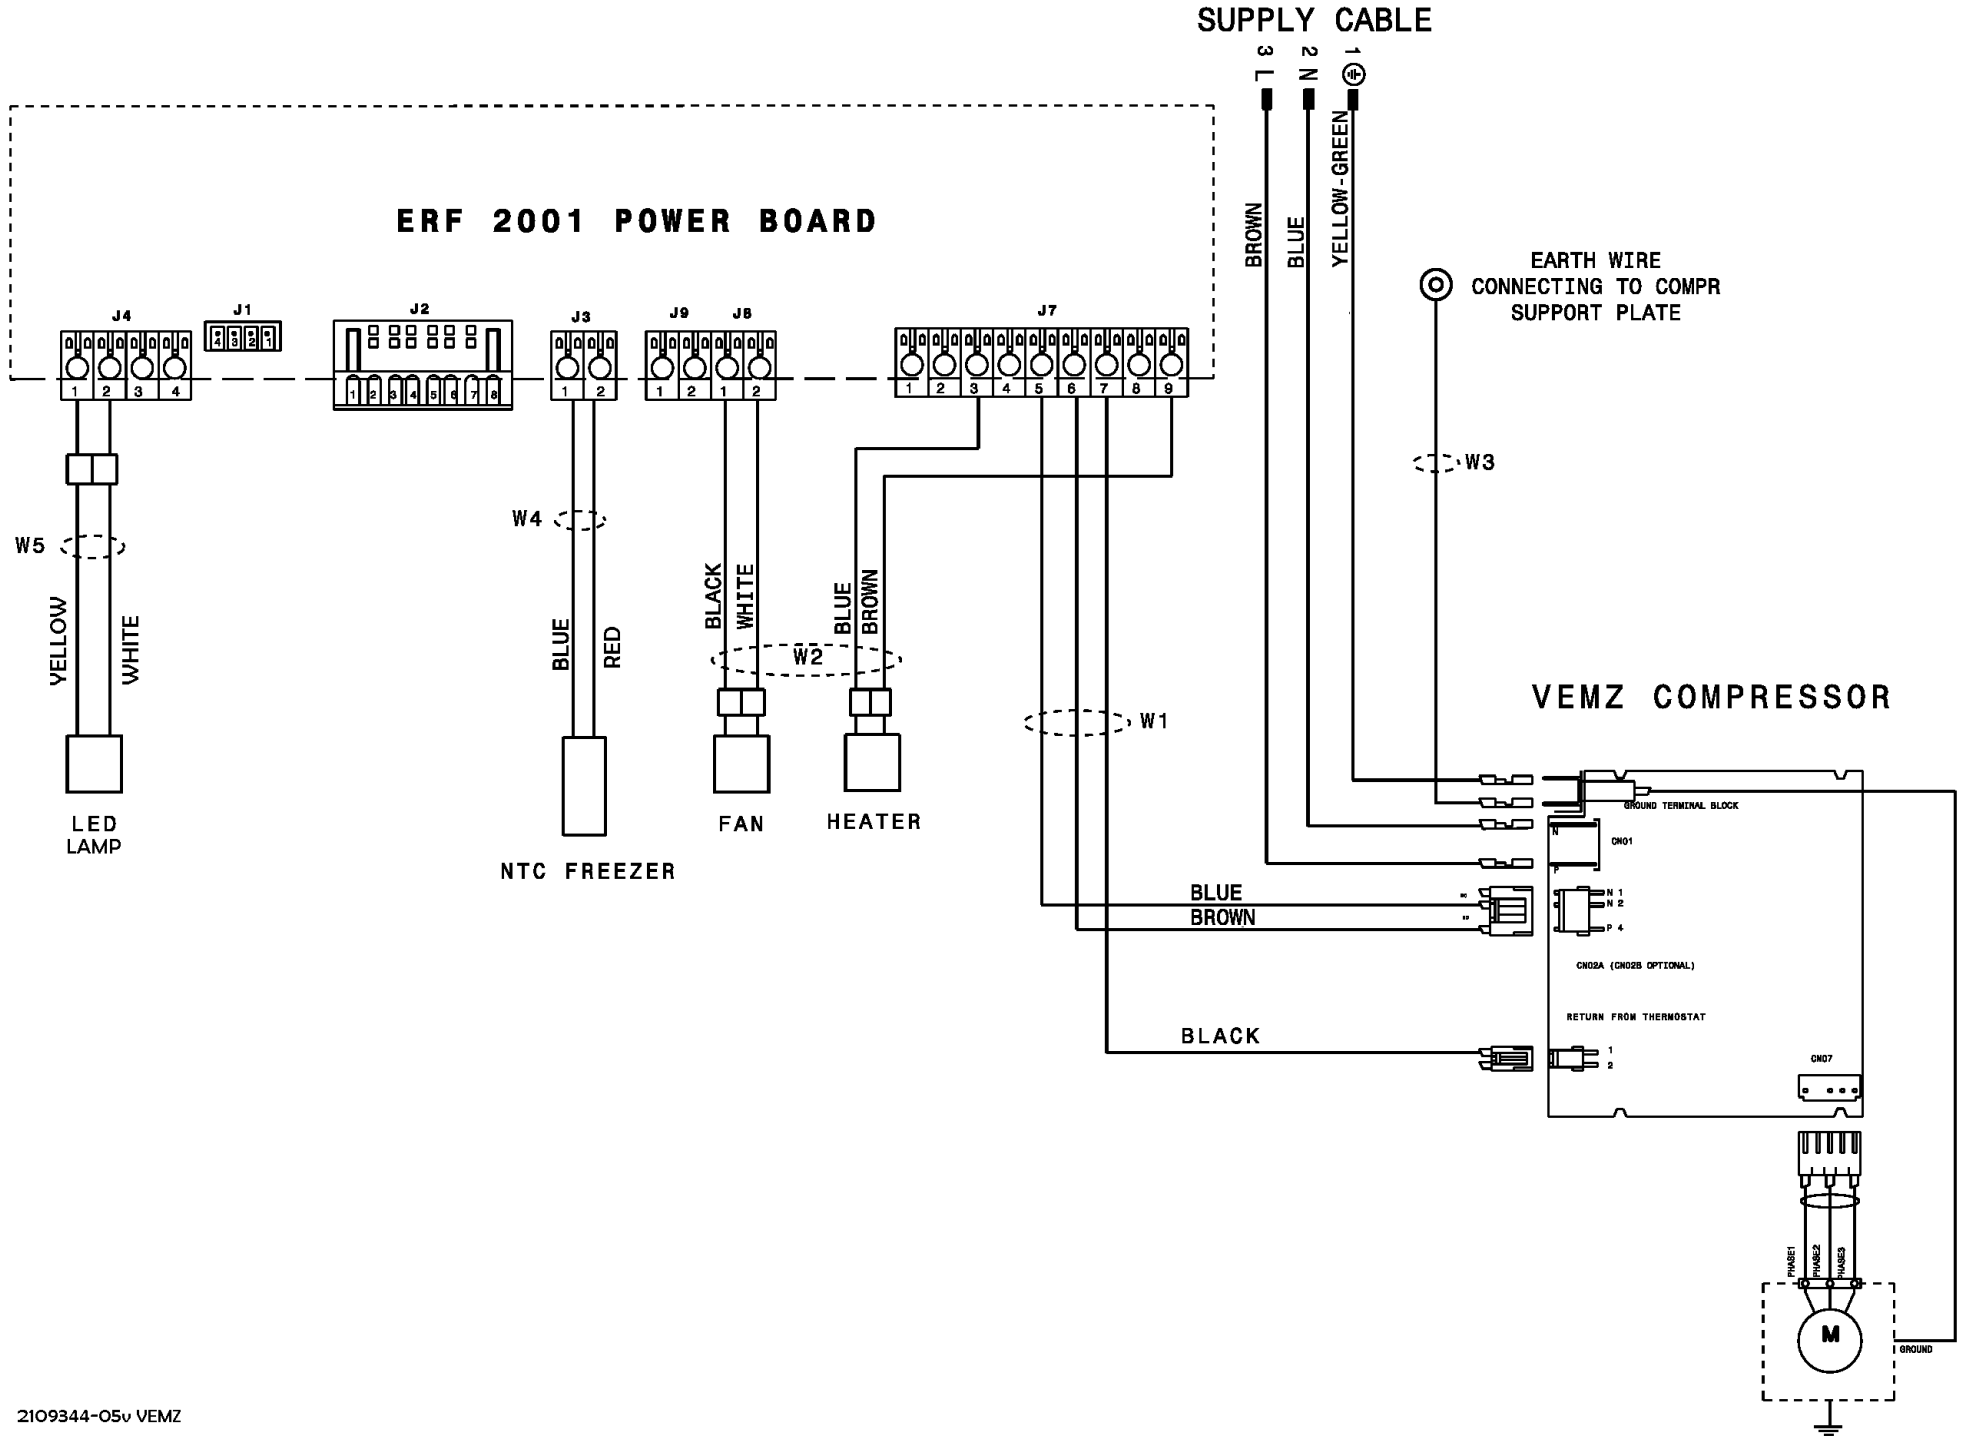 SUPPLY CABLE
3 L
2 N
1
BROWN
BLUE
YELLOW-GREEN
ERF 2001 POWER BOARD
EARTH WIRE
CONNECTING TO COMPR
SUPPORT PLATE
J4
J1
J2
J3
J9
J8
J7
4 3 2 1
1 2 3 4
1 2 3 4 5 6 7 8
1 2
1 2
1 2
1 2 3 4 5 6 7 8 9
W3
W4
W5
YELLOW
WHITE
BLUE
RED
BLACK
WHITE
BLUE
BROWN
W2
W1
VEMZ COMPRESSOR
LED
LAMP
NTC FREEZER
FAN
HEATER
GROUND TERMINAL BLOCK
N
CN01
P
BLUE
BROWN
N 1
N 2
P 4
CN02A (CN02B OPTIONAL)
RETURN FROM THERMOSTAT
BLACK
1
2
CN07
PHASE1
PHASE2
PHASE3
M
GROUND
2109344-05v VEMZ